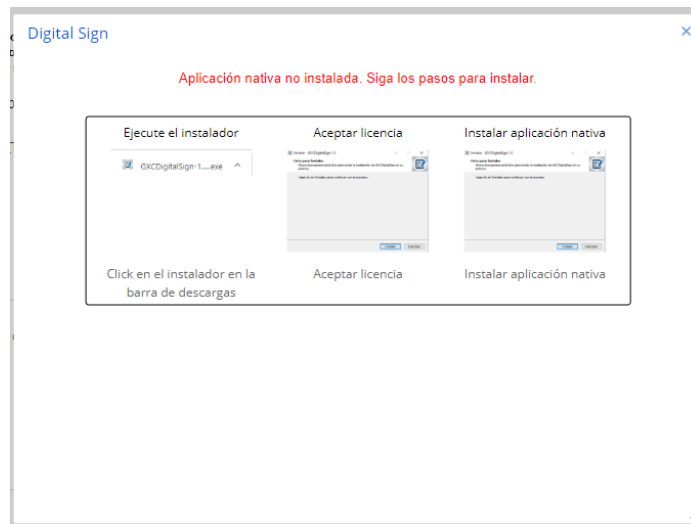 Digital Sign
×
Aplicación nativa no instalada. Siga los pasos para instalar.
Ejecute el instalador
Aceptar licencia
Instalar aplicación nativa
GXCDigitalSign-1.....exe
Click en el instalador en la
barra de descargas
Aceptar licencia
Instalar aplicación nativa